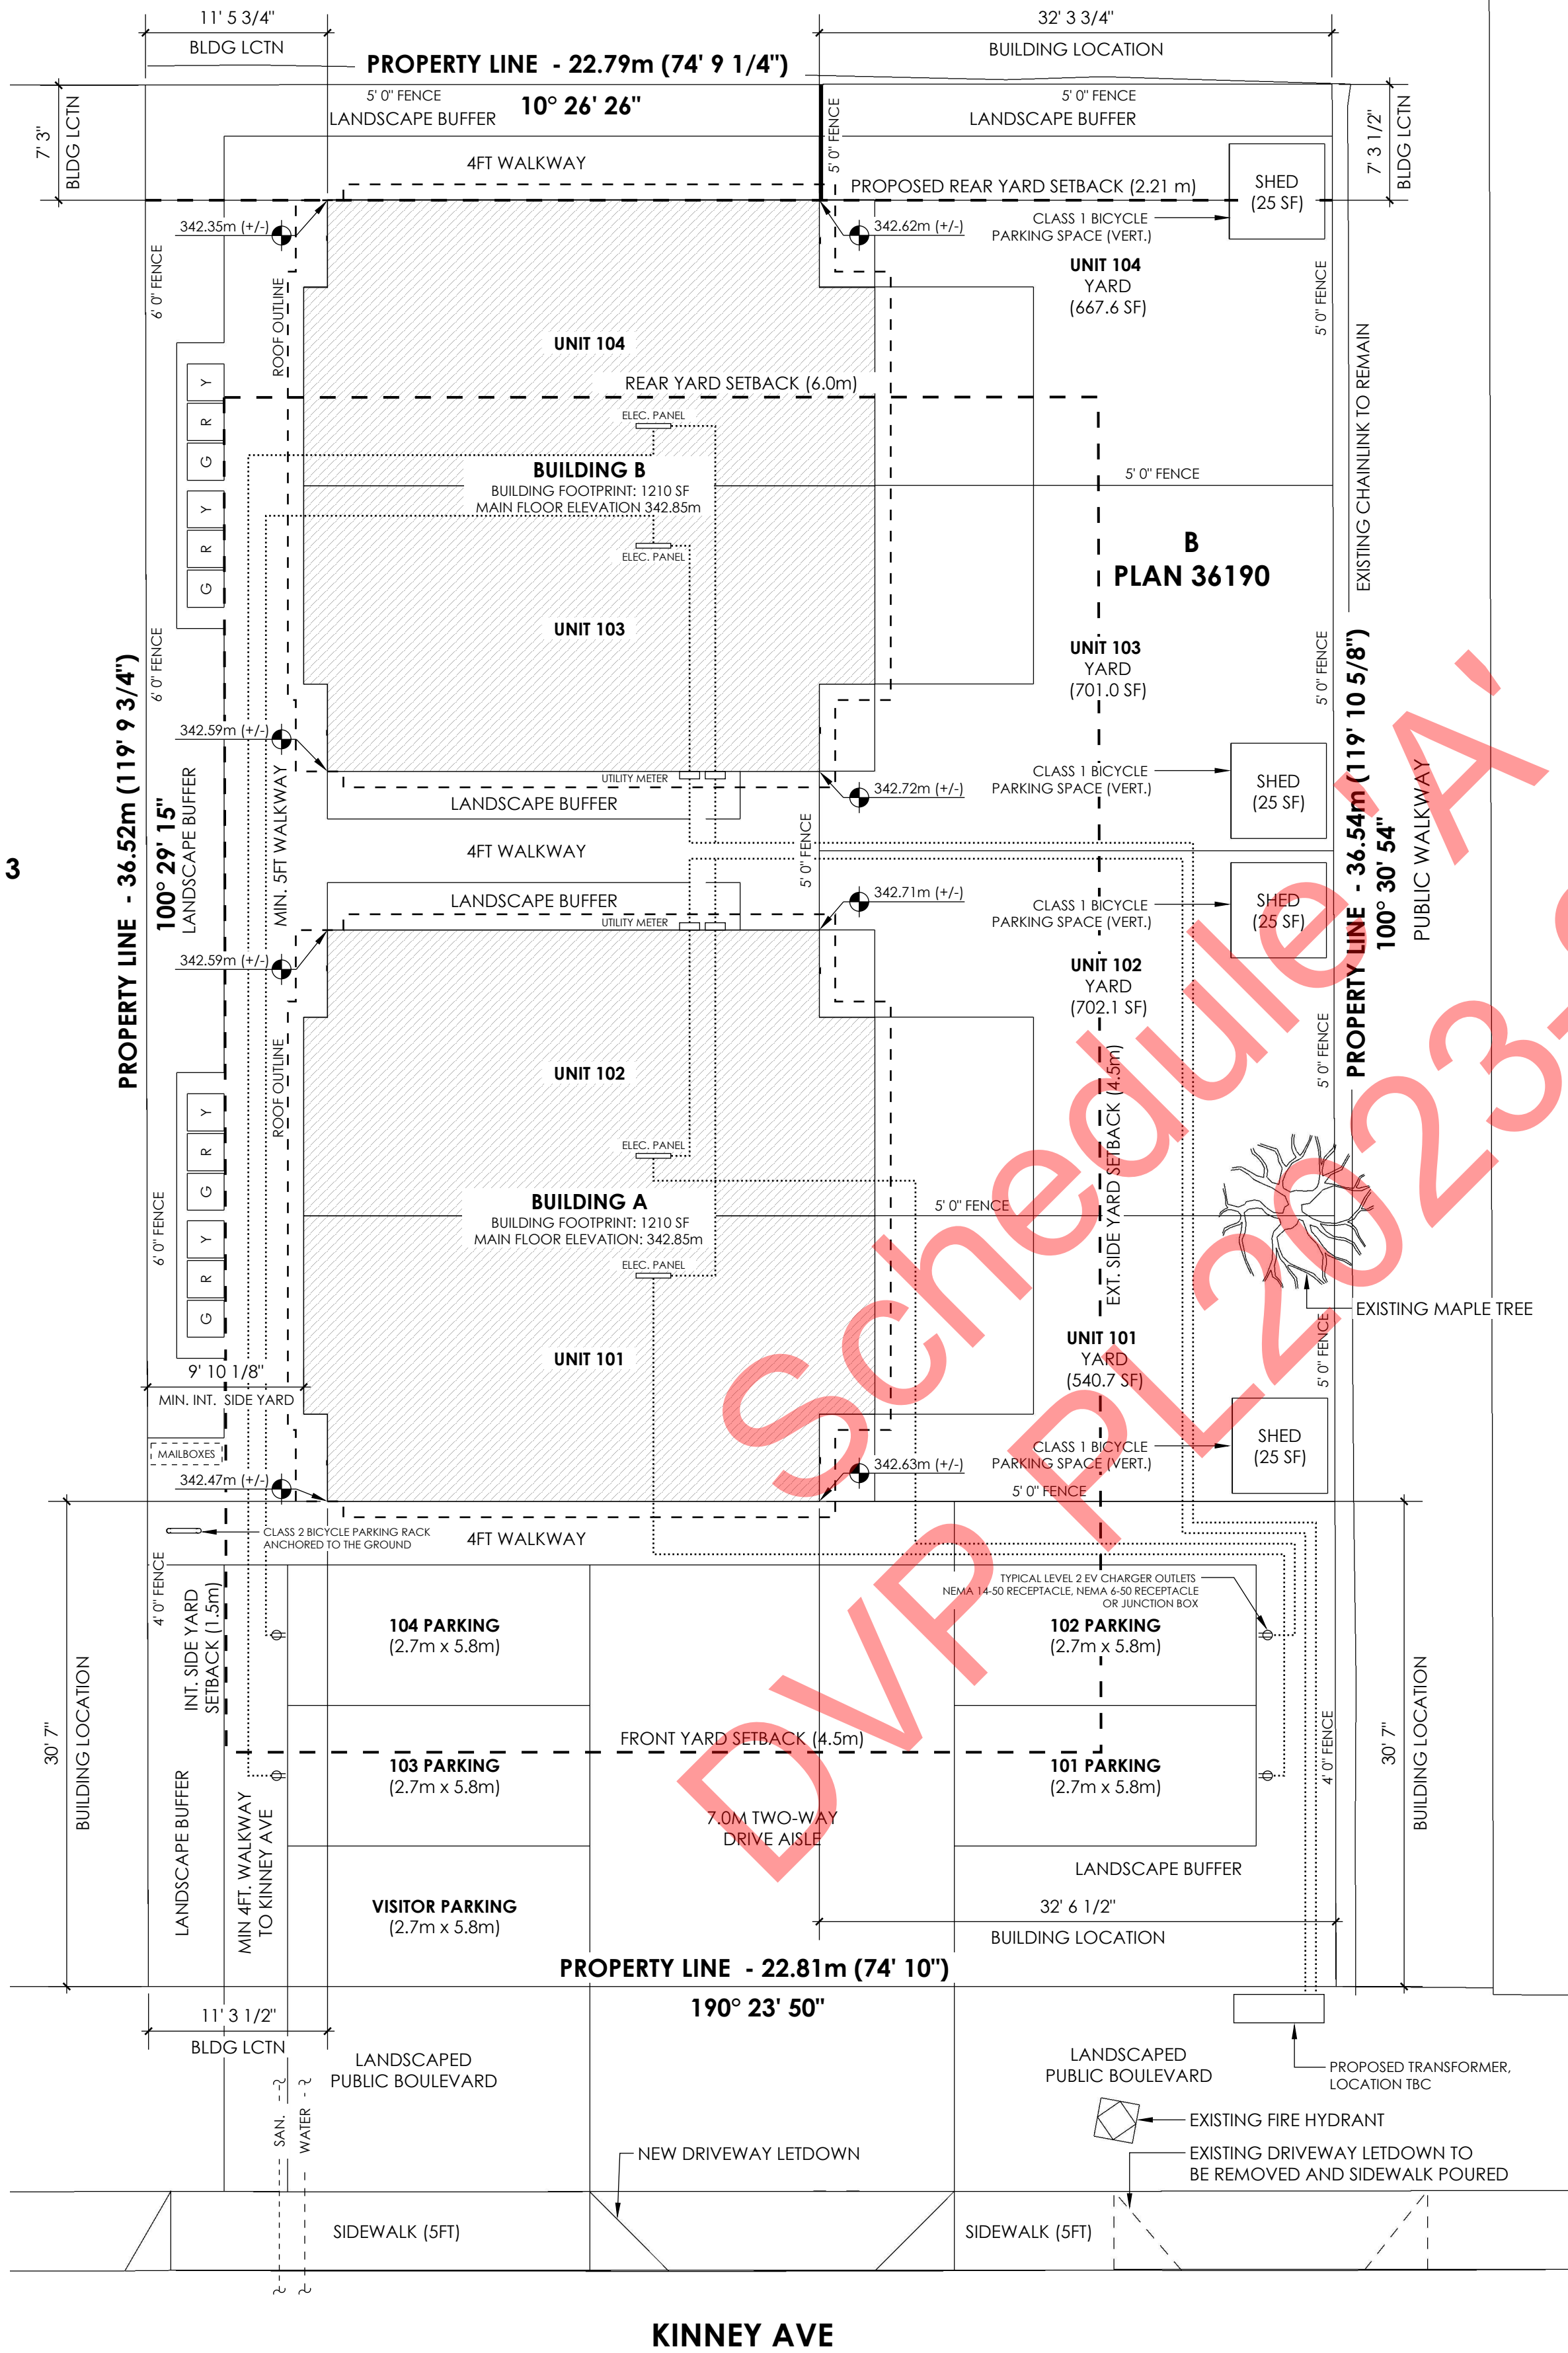 11' 5 3/4"
BLDG LCTN
32' 3 3/4"
BUILDING LOCATION
PROPERTY LINE - 22.79m (74' 9 1/4")
10° 26' 26"
5' 0" FENCE
LANDSCAPE BUFFER
5' 0" FENCE
5' 0" FENCE
LANDSCAPE BUFFER
7' 3"
BLDG LCTN
7' 3 1/2"
BLDG LCTN
4FT WALKWAY
PROPOSED REAR YARD SETBACK (2.21 m)
SHED
(25 SF)
342.35m (+/-)
342.62m (+/-)
CLASS 1 BICYCLE
PARKING SPACE (VERT.)
6' 0" FENCE
ROOF OUTLINE
UNIT 104
YARD
(667.6 SF)
5' 0" FENCE
EXISTING CHAINLINK TO REMAIN
UNIT 104
REAR YARD SETBACK (6.0m)
Y
R
G
ELEC. PANEL
BUILDING B
BUILDING FOOTPRINT: 1210 SF
MAIN FLOOR ELEVATION 342.85m
5' 0" FENCE
Y
R
G
ELEC. PANEL
B
PLAN 36190
UNIT 103
6' 0" FENCE
UNIT 103
YARD
(701.0 SF)
5' 0" FENCE
342.59m (+/-)
UTILITY METER
342.72m (+/-)
CLASS 1 BICYCLE
PARKING SPACE (VERT.)
SHED
(25 SF)
LANDSCAPE BUFFER
4FT WALKWAY
5' 0" FENCE
PROPERTY LINE - 36.52m (119' 9 3/4")
100° 29' 15"
LANDSCAPE BUFFER
MIN. 5FT WALKWAY
PROPERTY LINE - 36.54m (119' 10 5/8")
100° 30' 54"
PUBLIC WALKWAY
3
LANDSCAPE BUFFER
UTILITY METER
342.71m (+/-)
CLASS 1 BICYCLE
PARKING SPACE (VERT.)
SHED
(25 SF)
342.59m (+/-)
UNIT 102
YARD
(702.1 SF)
ROOF OUTLINE
UNIT 102
5' 0" FENCE
EXT. SIDE YARD SETBACK (4.5m)
Y
R
G
ELEC. PANEL
BUILDING A
BUILDING FOOTPRINT: 1210 SF
MAIN FLOOR ELEVATION: 342.85m
5' 0" FENCE
6' 0" FENCE
Y
R
G
ELEC. PANEL
EXISTING MAPLE TREE
UNIT 101
UNIT 101
YARD
(540.7 SF)
5' 0" FENCE
9' 10 1/8"
MIN. INT. SIDE YARD
MAILBOXES
CLASS 1 BICYCLE
PARKING SPACE (VERT.)
SHED
(25 SF)
342.47m (+/-)
342.63m (+/-)
5' 0" FENCE
CLASS 2 BICYCLE PARKING RACK
ANCHORED TO THE GROUND
4FT WALKWAY
4' 0" FENCE
INT. SIDE YARD
SETBACK (1.5m)
TYPICAL LEVEL 2 EV CHARGER OUTLETS
NEMA 14-50 RECEPTACLE, NEMA 6-50 RECEPTACLE
OR JUNCTION BOX
104 PARKING
(2.7m x 5.8m)
102 PARKING
(2.7m x 5.8m)
30' 7"
BUILDING LOCATION
FRONT YARD SETBACK (4.5m)
4' 0" FENCE
30' 7"
BUILDING LOCATION
103 PARKING
(2.7m x 5.8m)
101 PARKING
(2.7m x 5.8m)
7.0M TWO-WAY
DRIVE AISLE
LANDSCAPE BUFFER
MIN 4FT. WALKWAY
TO KINNEY AVE
LANDSCAPE BUFFER
VISITOR PARKING
(2.7m x 5.8m)
32' 6 1/2"
BUILDING LOCATION
PROPERTY LINE - 22.81m (74' 10")
190° 23' 50"
11' 3 1/2"
BLDG LCTN
LANDSCAPED
PUBLIC BOULEVARD
LANDSCAPED
PUBLIC BOULEVARD
PROPOSED TRANSFORMER,
LOCATION TBC
SAN.
WATER
EXISTING FIRE HYDRANT
NEW DRIVEWAY LETDOWN
EXISTING DRIVEWAY LETDOWN TO
BE REMOVED AND SIDEWALK POURED
SIDEWALK (5FT)
SIDEWALK (5FT)
KINNEY AVE
Schedule 'A'
DVP PL2023-